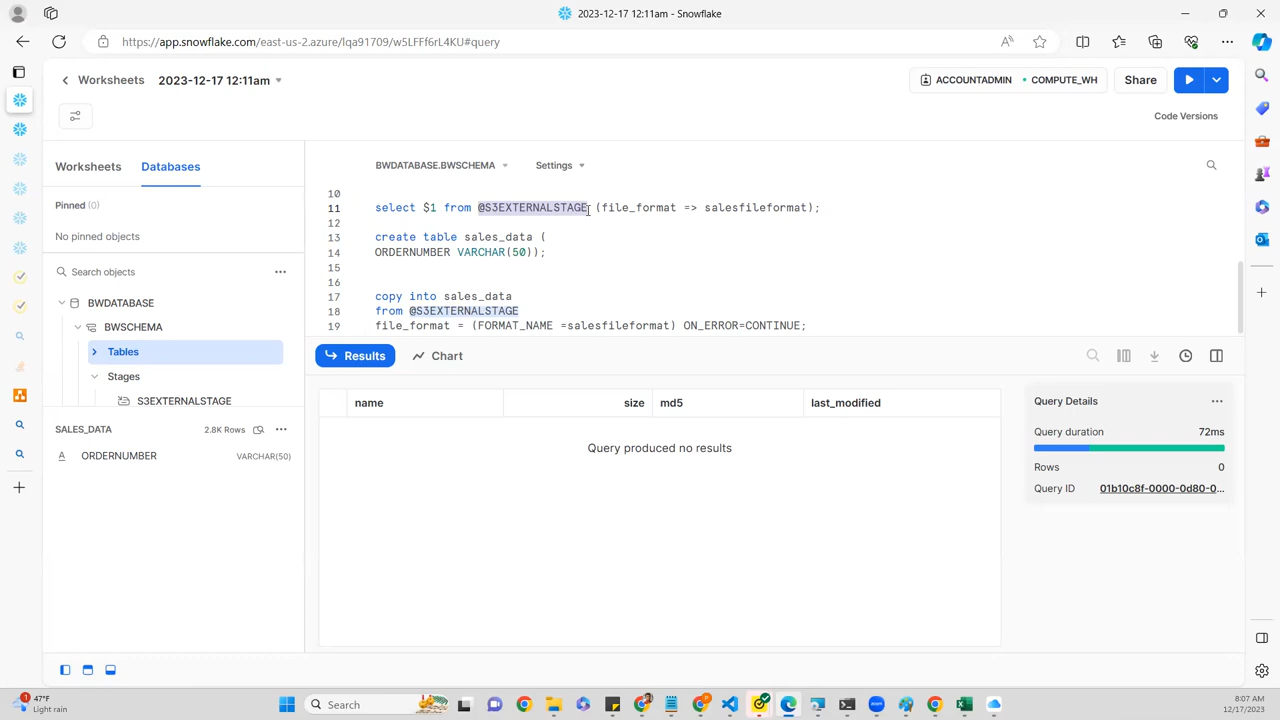 2023-12-17 12:11am - Snowflake
https://app.snowflake.com/east-us-2.azure/lqa91709/w5LFFf6rL4KU#query
Worksheets 2023-12-17 12:11am
ACCOUNTADMIN • COMPUTE_WH
Share
Code Versions
Worksheets Databases
BWDATABASE.BWSCHEMA
Settings
Pinned (0)
No pinned objects
Search objects
BWDATABASE
BWSCHEMA
Tables
Stages
S3EXTERNALSTAGE
SALES_DATA 2.8K Rows
A ORDERNUMBER VARCHAR(50)
10
11 select $1 from @S3EXTERNALSTAGE (file_format => salesfileformat);
12
13 create table sales_data (
14 ORDERNUMBER VARCHAR(50));
15
16
17 copy into sales_data
18 from @S3EXTERNALSTAGE
19 file_format = (FORMAT_NAME =salesfileformat) ON_ERROR=CONTINUE;
Results Chart
name size md5 last_modified
Query produced no results
Query Details
Query duration 72ms
Rows 0
Query ID 01b10c8f-0000-0d80-0...
1
47°F
Light rain
Search
8:07 AM
12/17/2023